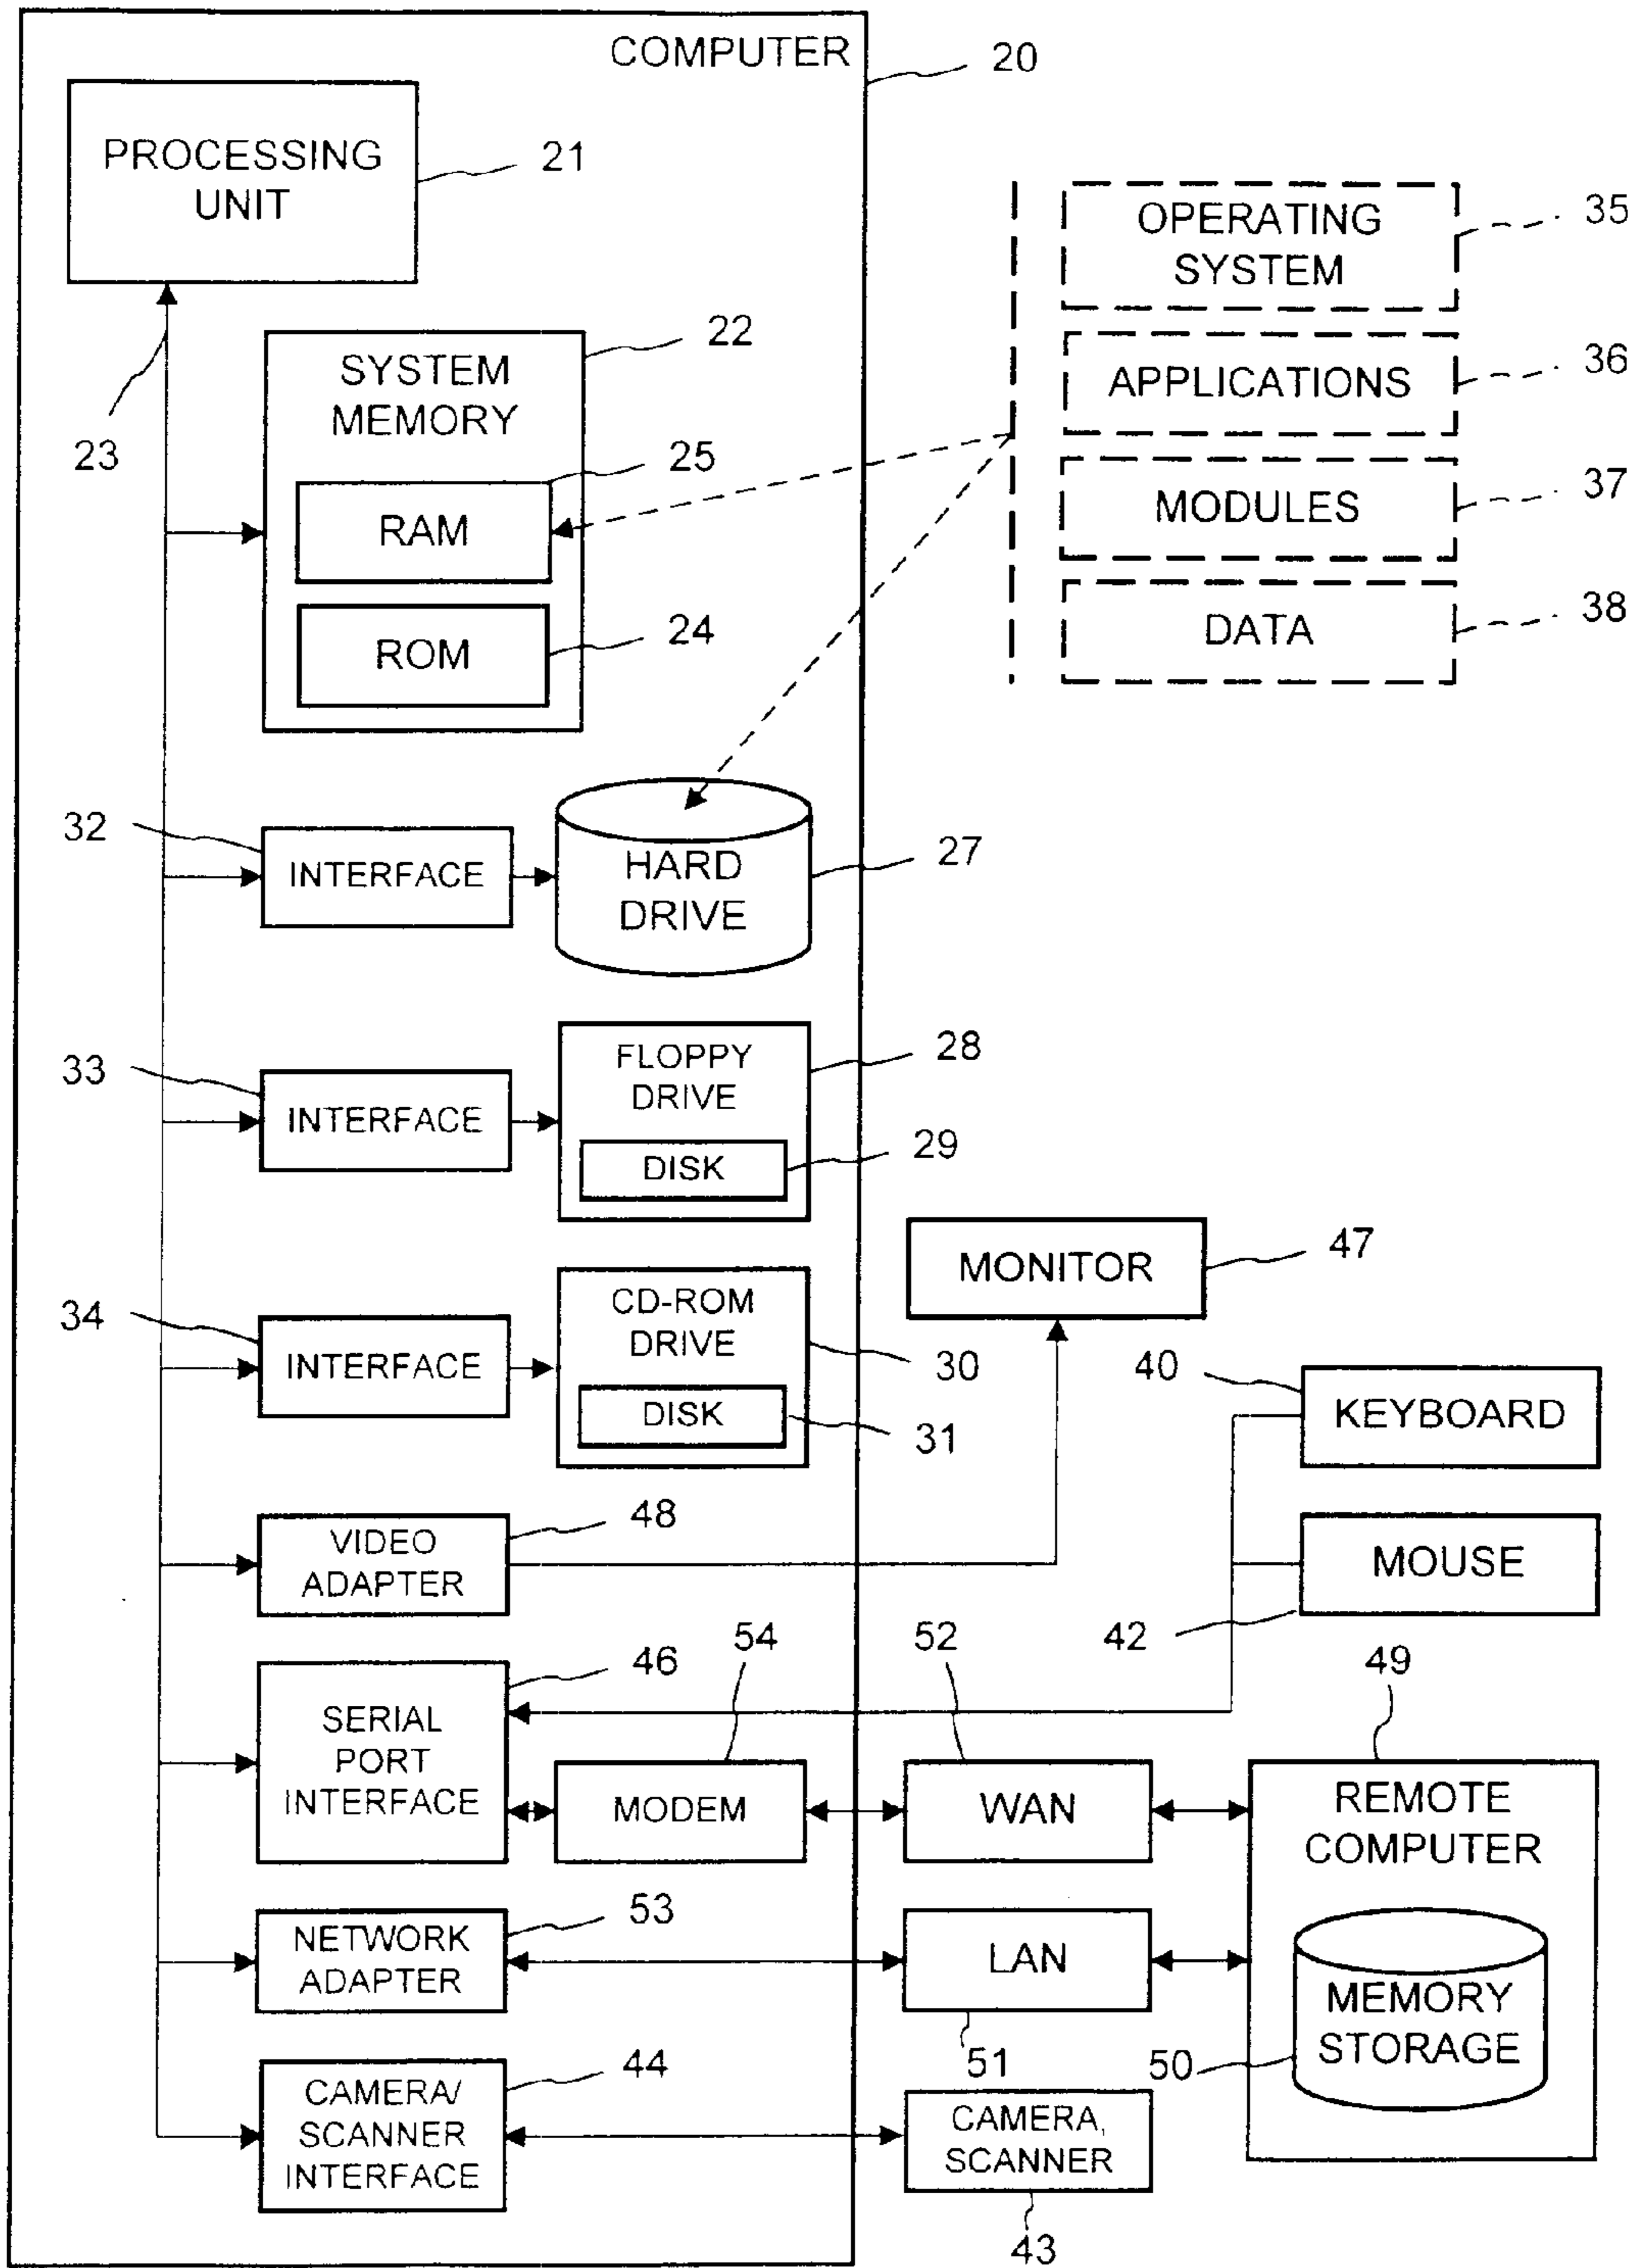 COMPUTER
20
PROCESSING
UNIT
21
23
SYSTEM
MEMORY
22
25
RAM
24
ROM
OPERATING
SYSTEM
35
APPLICATIONS
36
MODULES
37
DATA
38
32
INTERFACE
HARD
DRIVE
27
33
INTERFACE
FLOPPY
DRIVE
28
DISK
29
34
INTERFACE
CD-ROM
DRIVE
30
DISK
31
MONITOR
47
40
KEYBOARD
MOUSE
42
VIDEO
ADAPTER
48
SERIAL
PORT
INTERFACE
46
54
MODEM
52
WAN
49
REMOTE
COMPUTER
MEMORY
STORAGE
50
NETWORK
ADAPTER
53
LAN
51
CAMERA/
SCANNER
INTERFACE
44
CAMERA,
SCANNER
43